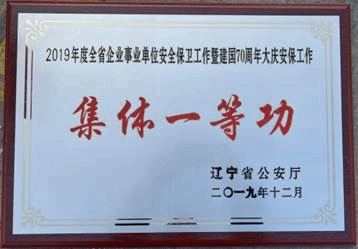 2019年度全省企业事业单位安全保卫工作暨建国70周年大庆安保工作
集体一等功
辽宁省公安厅
二〇一九年十二月